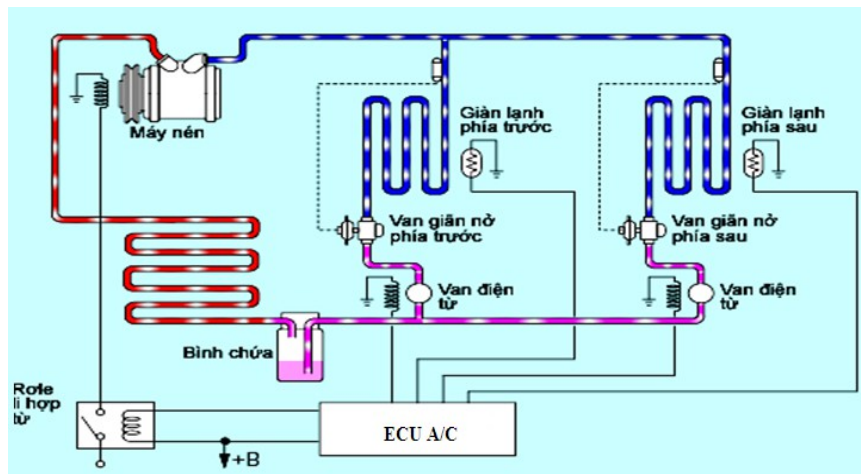 Máy nén
Giàn lạnh
phía trước
Giàn lạnh
phía sau
Van giãn nở
phía trước
Van giãn nở
phía sau
Van điện
từ
Van điện
từ
Bình chứa
Rơle
li hợp
từ
ECU A/C
+B